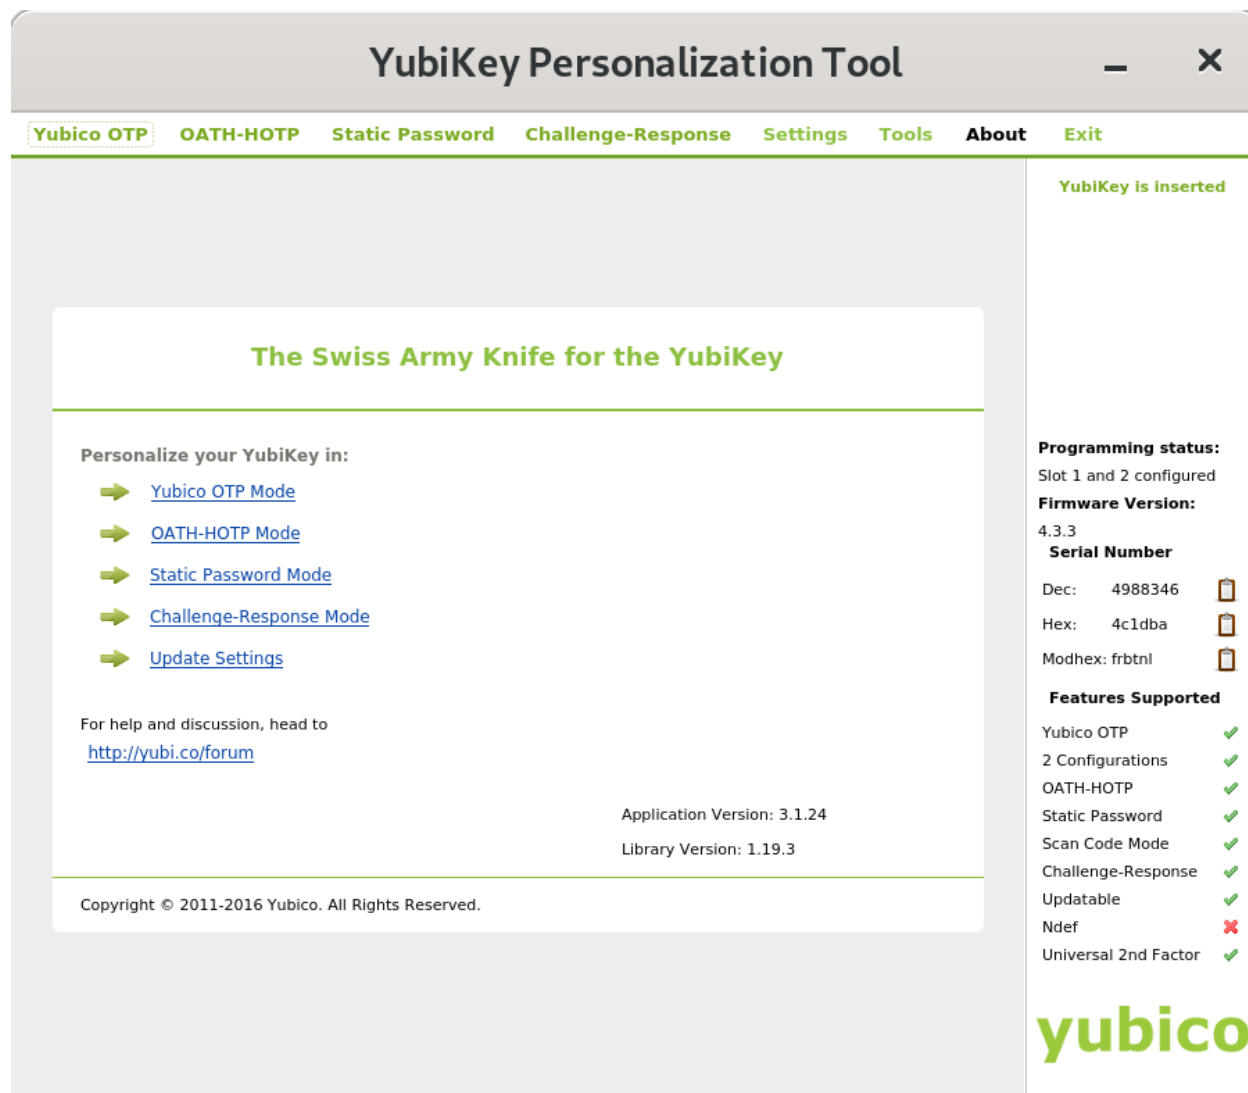 YubiKey Personalization Tool
Yubico OTP OATH-HOTP Static Password Challenge-Response Settings Tools About Exit
The Swiss Army Knife for the YubiKey
Personalize your YubiKey in:
Yubico OTP Mode
OATH-HOTP Mode
Static Password Mode
Challenge-Response Mode
Update Settings
For help and discussion, head to
http://yubi.co/forum
Application Version: 3.1.24
Library Version: 1.19.3
Copyright © 2011-2016 Yubico. All Rights Reserved.
YubiKey is inserted
Programming status:
Slot 1 and 2 configured
Firmware Version:
4.3.3
Serial Number
Dec: 4988346
Hex: 4c1dba
Modhex: frbtnl
Features Supported
Yubico OTP
2 Configurations
OATH-HOTP
Static Password
Scan Code Mode
Challenge-Response
Updatable
Ndef
Universal 2nd Factor
yubico